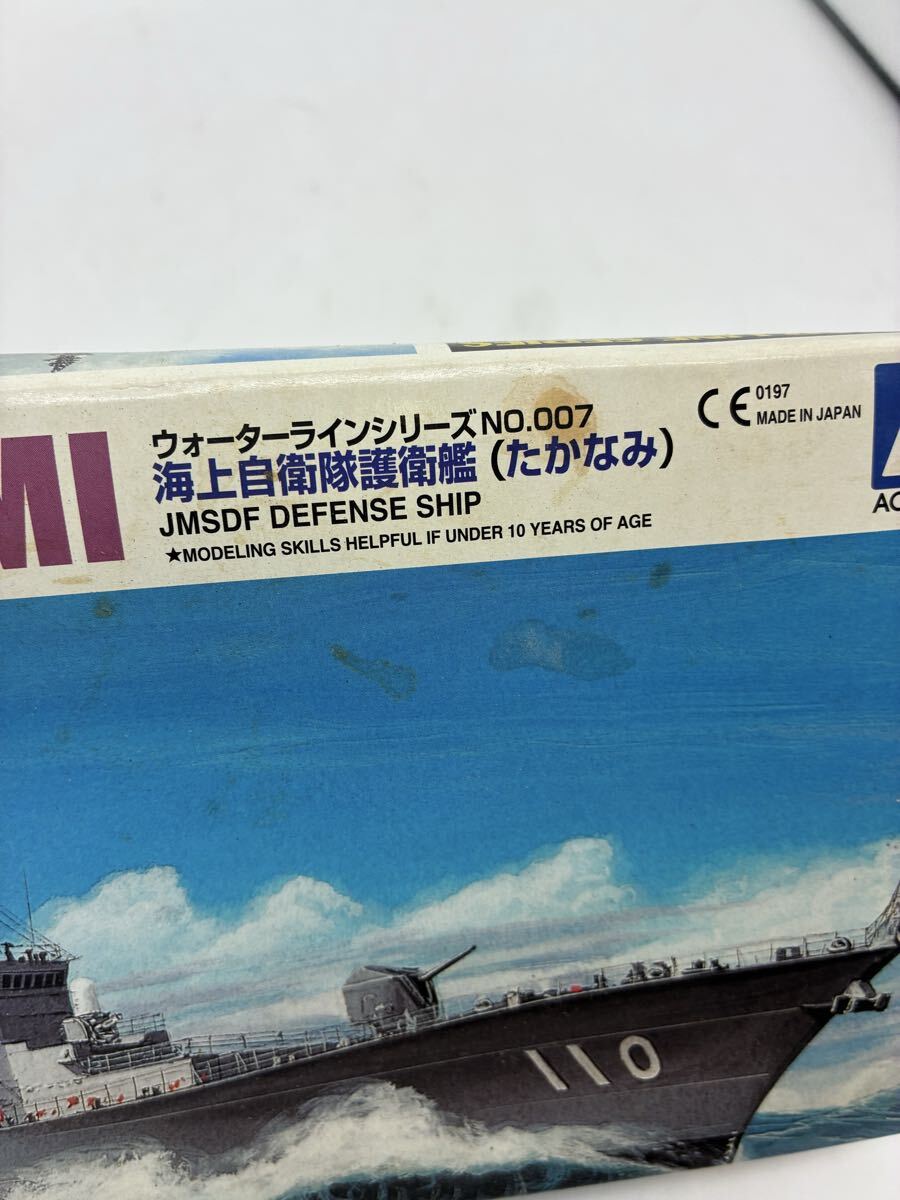 MI
ウォーターラインシリーズNO.007
海上自衛隊護衛艦 (たかなみ)
JMSDF DEFENSE SHIP
★MODELING SKILLS HELPFUL IF UNDER 10 YEARS OF AGE
CE 0197
MADE IN JAPAN
110